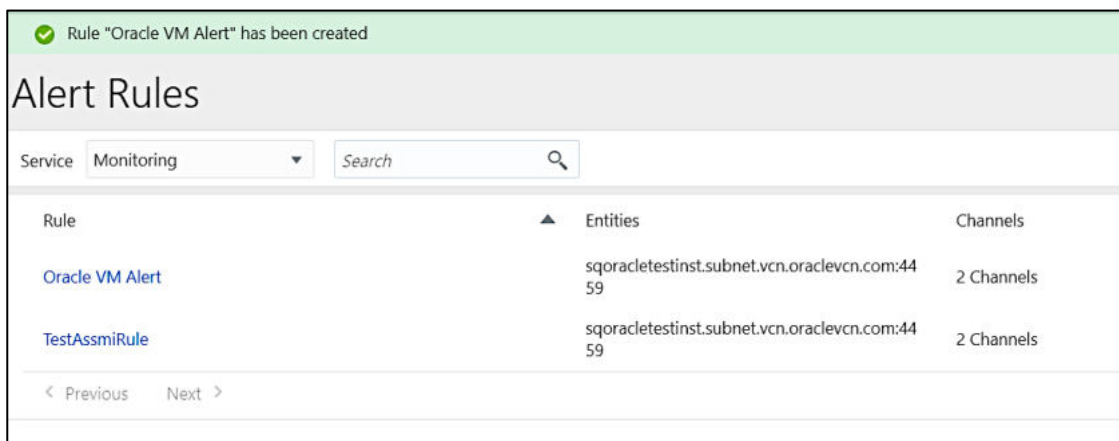 Rule "Oracle VM Alert" has been created
Alert Rules
Service Monitoring Search
Rule Entities Channels
Oracle VM Alert sqoracletestinst.subnet.vcn.oraclevcn.com:44 2 Channels
59
TestAssmiRule sqoracletestinst.subnet.vcn.oraclevcn.com:44 2 Channels
59
< Previous Next >